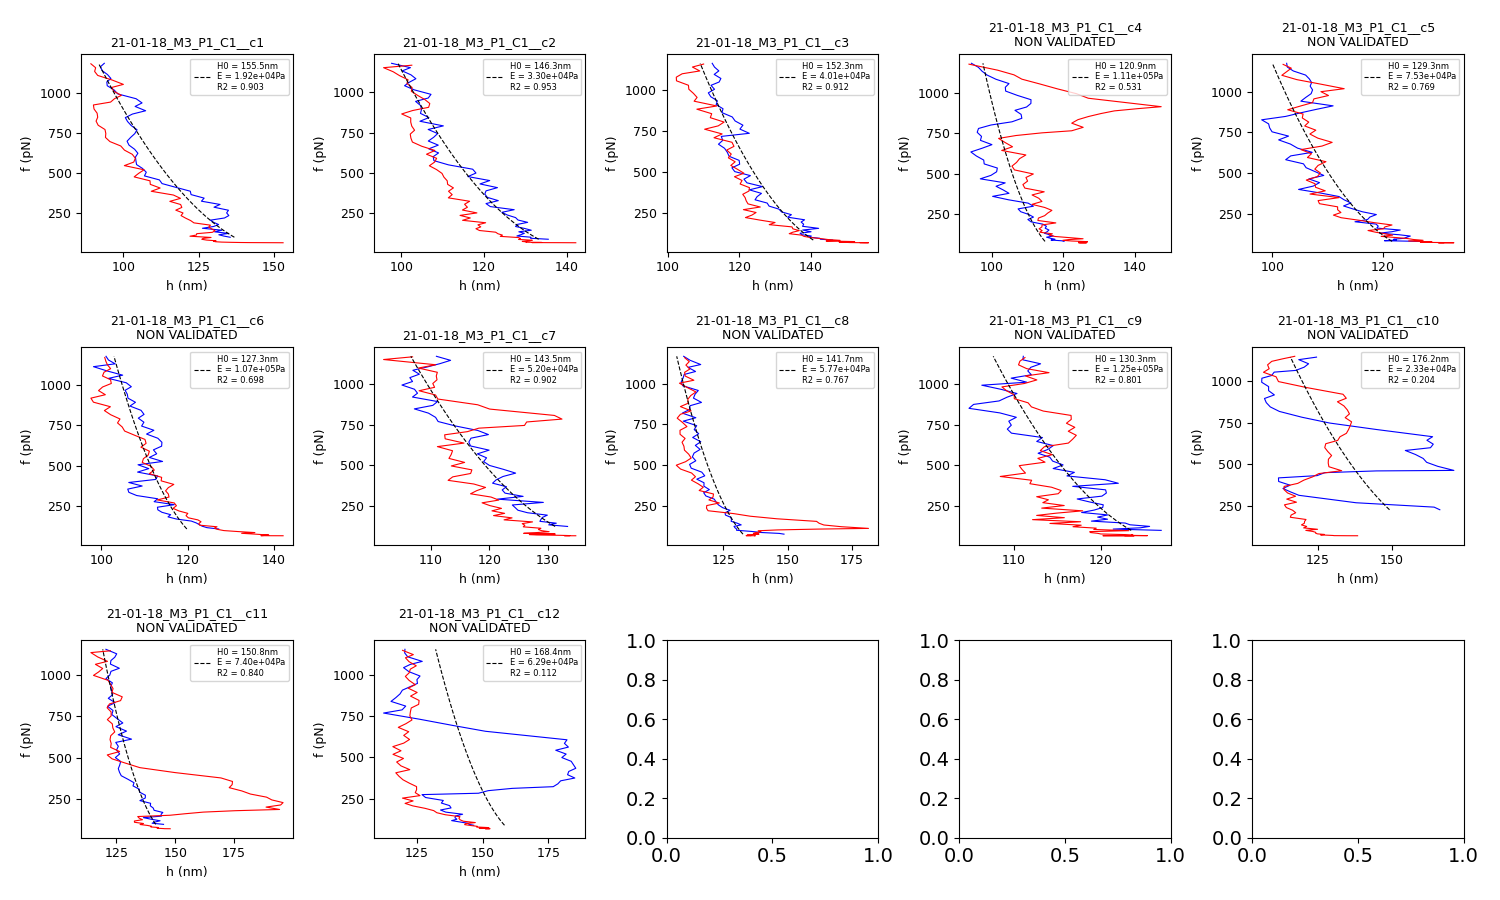 21-01-18_M3_P1_C1__c1
H0 = 155.5nm
E = 1.92e+04Pa
R2 = 0.903
1000
750
500
250
f (pN)
100
125
150
h (nm)
21-01-18_M3_P1_C1__c2
H0 = 146.3nm
E = 3.30e+04Pa
R2 = 0.953
1000
750
500
250
f (pN)
100
120
140
h (nm)
21-01-18_M3_P1_C1__c3
H0 = 152.3nm
E = 4.01e+04Pa
R2 = 0.912
1000
750
500
250
f (pN)
100
120
140
h (nm)
21-01-18_M3_P1_C1__c4
NON VALIDATED
H0 = 120.9nm
E = 1.11e+05Pa
R2 = 0.531
1000
750
500
250
f (pN)
100
120
140
h (nm)
21-01-18_M3_P1_C1__c5
NON VALIDATED
H0 = 129.3nm
E = 7.53e+04Pa
R2 = 0.769
1000
750
500
250
f (pN)
100
120
h (nm)
21-01-18_M3_P1_C1__c6
NON VALIDATED
H0 = 127.3nm
E = 1.07e+05Pa
R2 = 0.698
1000
750
500
250
f (pN)
100
120
140
h (nm)
21-01-18_M3_P1_C1__c7
H0 = 143.5nm
E = 5.20e+04Pa
R2 = 0.902
1000
750
500
250
f (pN)
110
120
130
h (nm)
21-01-18_M3_P1_C1__c8
NON VALIDATED
H0 = 141.7nm
E = 5.77e+04Pa
R2 = 0.767
1000
750
500
250
f (pN)
125
150
175
h (nm)
21-01-18_M3_P1_C1__c9
NON VALIDATED
H0 = 130.3nm
E = 1.25e+05Pa
R2 = 0.801
1000
750
500
250
f (pN)
110
120
h (nm)
21-01-18_M3_P1_C1__c10
NON VALIDATED
H0 = 176.2nm
E = 2.33e+04Pa
R2 = 0.204
1000
750
500
250
f (pN)
125
150
h (nm)
21-01-18_M3_P1_C1__c11
NON VALIDATED
H0 = 150.8nm
E = 7.40e+04Pa
R2 = 0.840
1000
750
500
250
f (pN)
125
150
175
h (nm)
21-01-18_M3_P1_C1__c12
NON VALIDATED
H0 = 168.4nm
E = 6.29e+04Pa
R2 = 0.112
1000
750
500
250
f (pN)
125
150
175
h (nm)
1.0
0.8
0.6
0.4
0.2
0.0
0.0
0.5
1.0
1.0
0.8
0.6
0.4
0.2
0.0
0.0
0.5
1.0
1.0
0.8
0.6
0.4
0.2
0.0
0.0
0.5
1.0